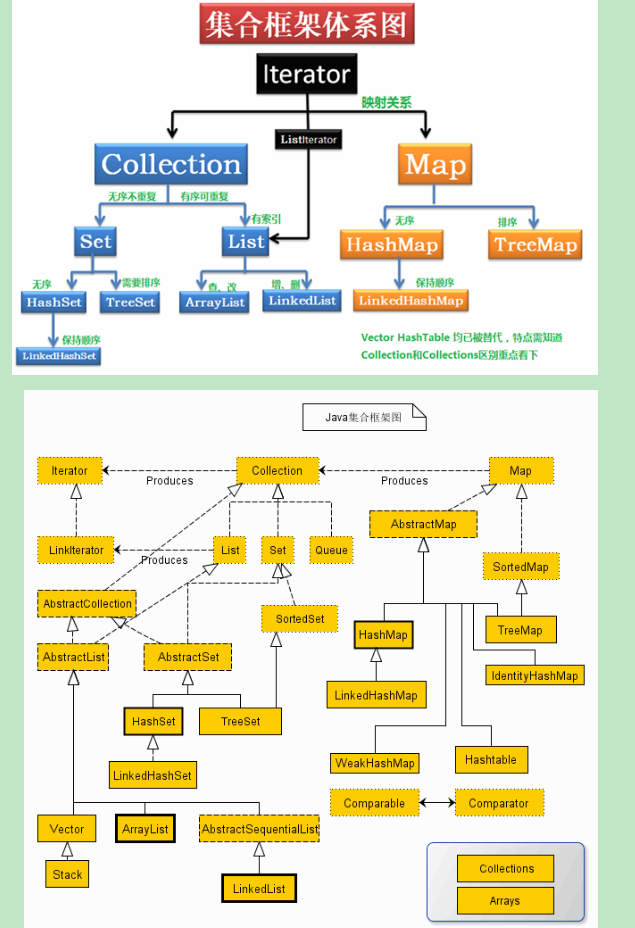 集合框架体系图
Iterator
映射关系
ListIterator
Collection
Map
无序不重复
有序可重复
有索引
无序
排序
Set
List
HashMap
TreeMap
无序
需要排序
查、改
增、删
保持顺序
HashSet
TreeSet
ArrayList
LinkedList
LinkedHashMap
保持顺序
LinkedHashSet
Vector HashTable 均已被替代，特点需知道
Collection和Collections区别重点看下
Java集合框架图
Iterator
Produces
Collection
Produces
Map
AbstractMap
LinkIterator
Produces
List
Set
Queue
SortedMap
AbstractCollection
SortedSet
HashMap
TreeMap
AbstractList
AbstractSet
IdentityHashMap
LinkedHashMap
HashSet
TreeSet
WeakHashMap
Hashtable
LinkedHashSet
Comparable
Comparator
Vector
ArrayList
AbstractSequentialList
Stack
LinkedList
Collections
Arrays